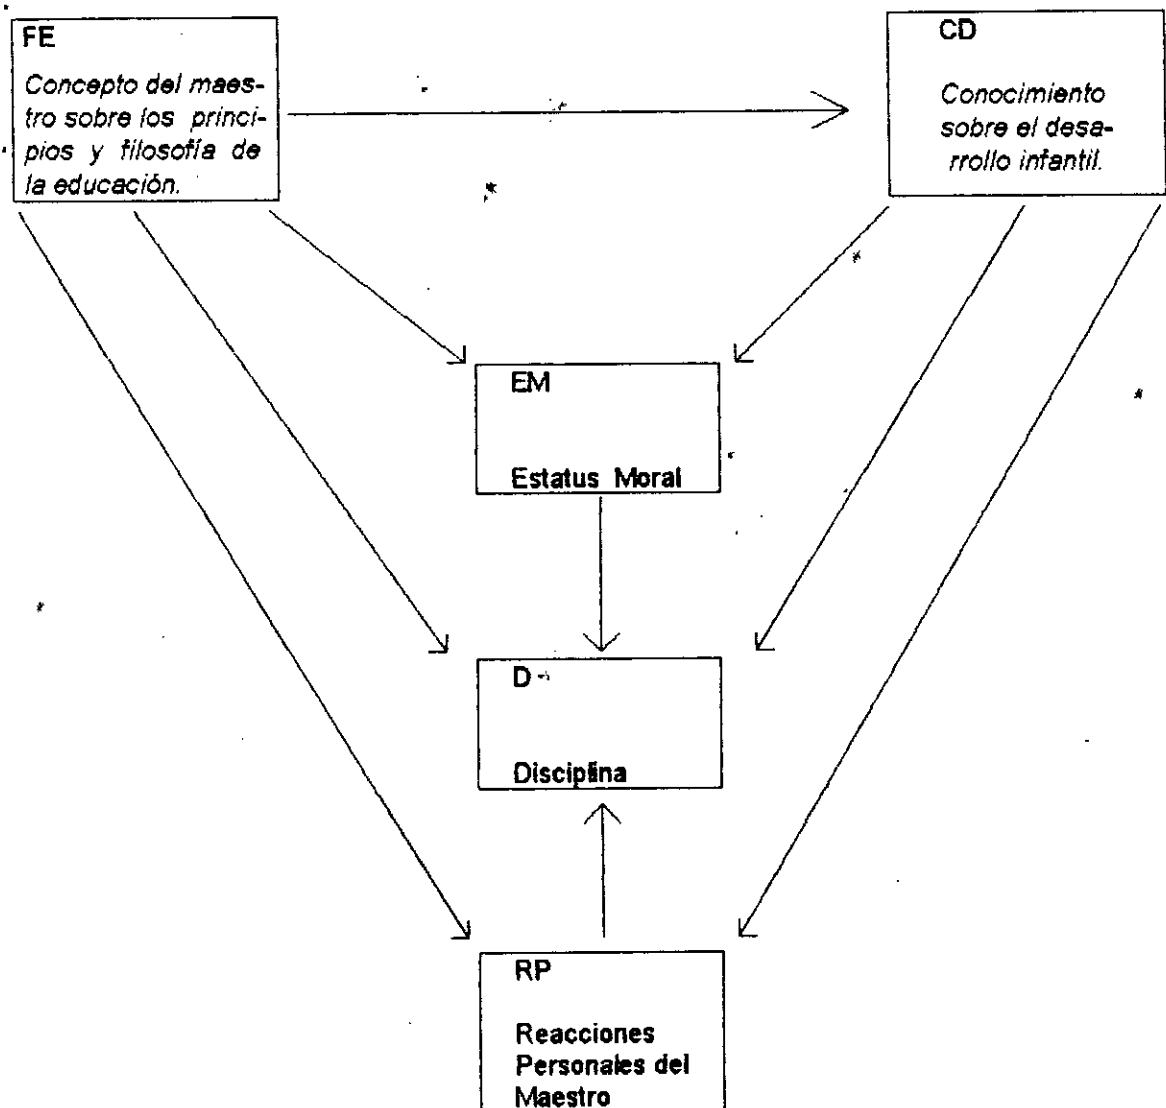 FE
Concepto del maes-
tro sobre los princi-
pios y filosofía de
la educación.
CD
Conocimiento
sobre el desa-
rrollo infantil.
EM
Estatus Moral
D
Disciplina
RP
Reacciones
Personales del
Maestro